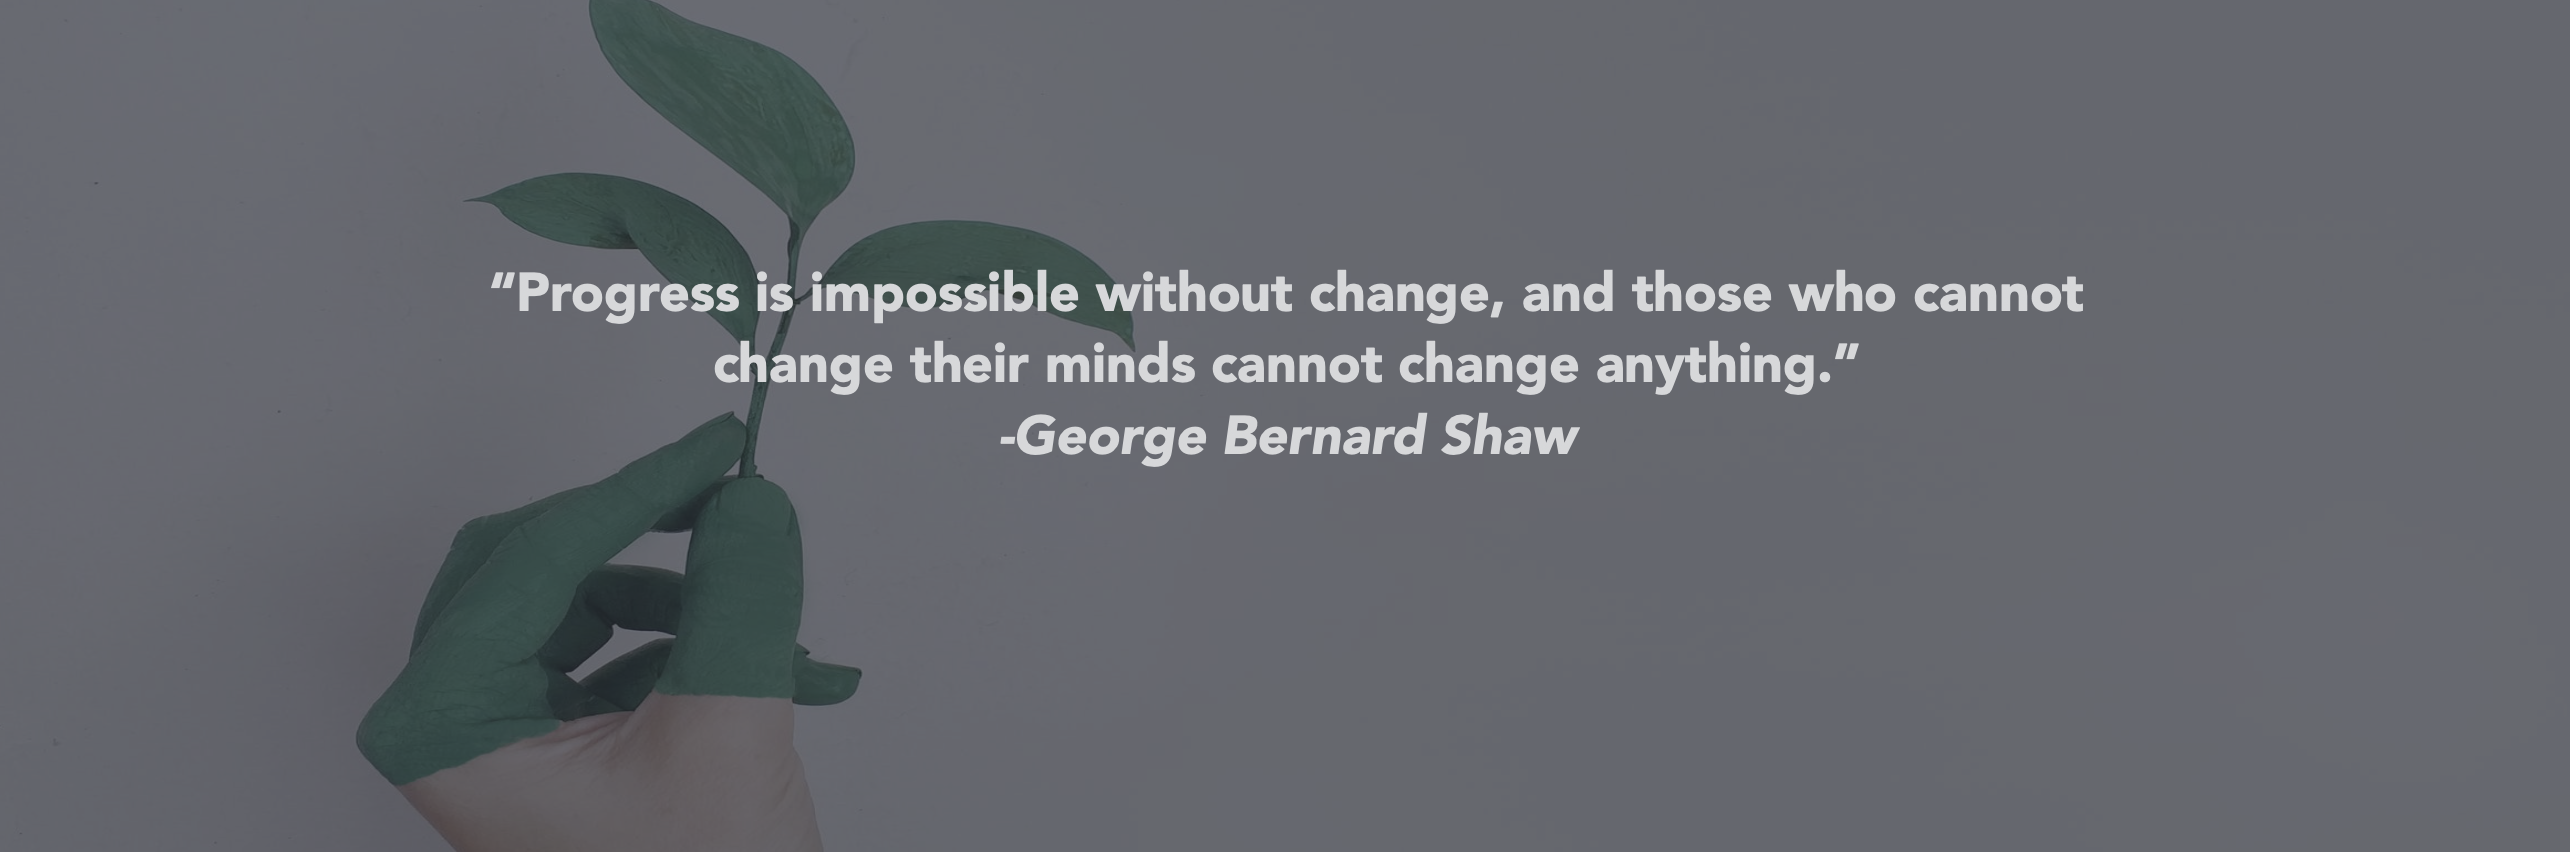 “Progress is impossible without change, and those who cannot
change their minds cannot change anything.”
-George Bernard Shaw